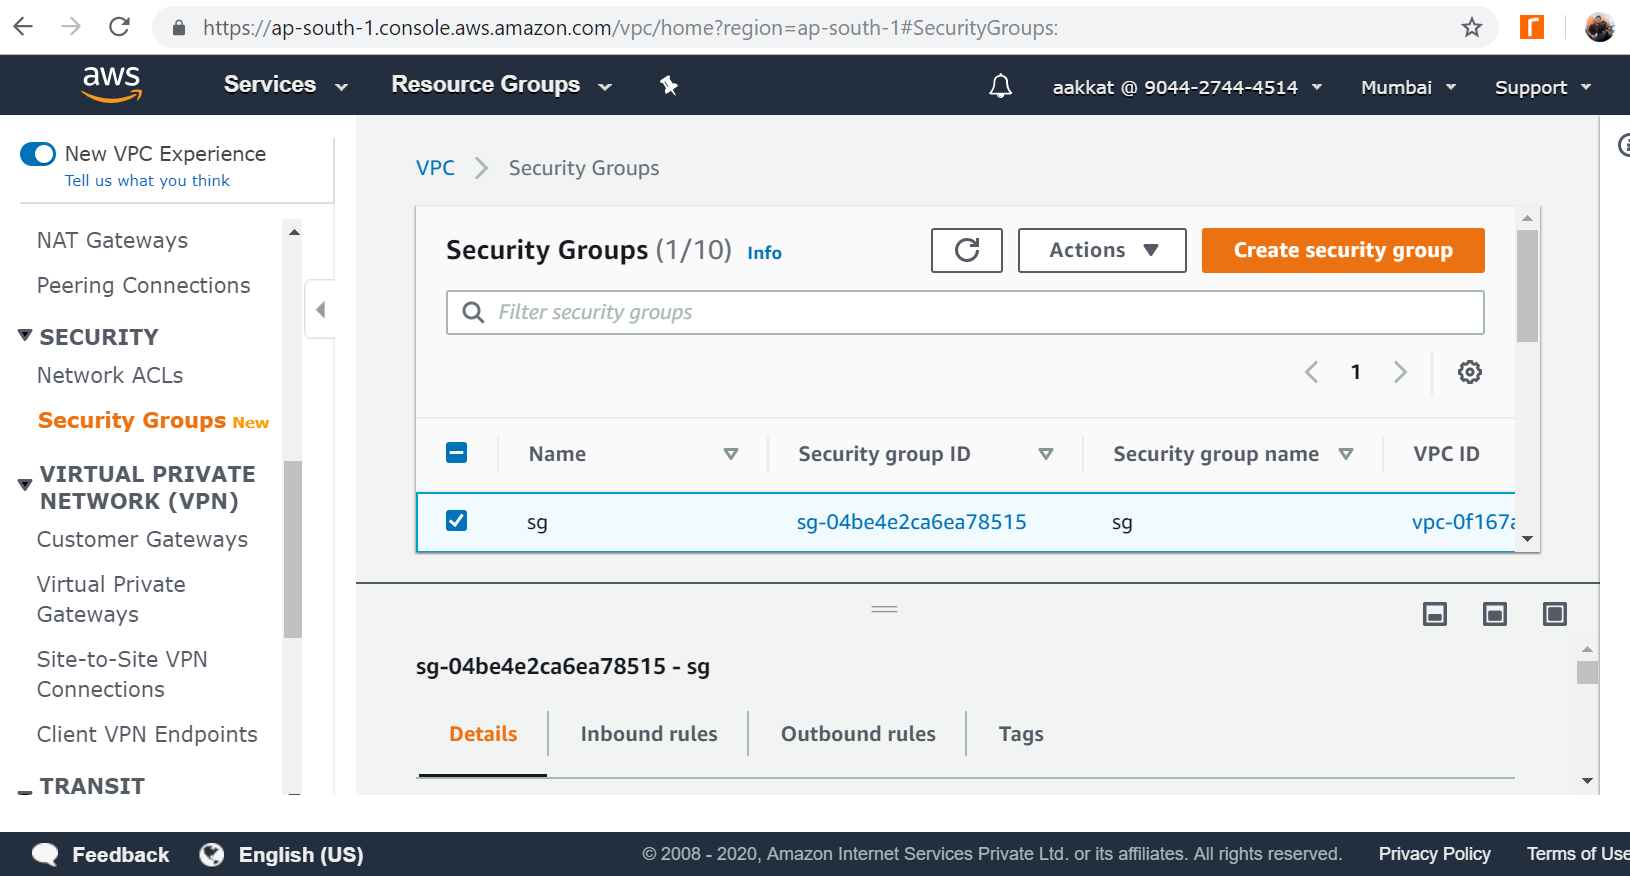 https://ap-south-1.console.aws.amazon.com/vpc/home?region=ap-south-1#SecurityGroups:
aws Services Resource Groups aakkat @ 9044-2744-4514 Mumbai Support
New VPC Experience
Tell us what you think
NAT Gateways
Peering Connections
SECURITY
Network ACLs
Security Groups New
VIRTUAL PRIVATE
NETWORK (VPN)
Customer Gateways
Virtual Private
Gateways
Site-to-Site VPN
Connections
Client VPN Endpoints
TRANSIT
VPC Security Groups
Security Groups (1/10) Info Actions Create security group
Filter security groups
1
Name Security group ID Security group name VPC ID
sg sg-04be4e2ca6ea78515 sg vpc-0f167a
sg-04be4e2ca6ea78515 - sg
Details Inbound rules Outbound rules Tags
Feedback English (US) © 2008 - 2020, Amazon Internet Services Private Ltd. or its affiliates. All rights reserved. Privacy Policy Terms of Use